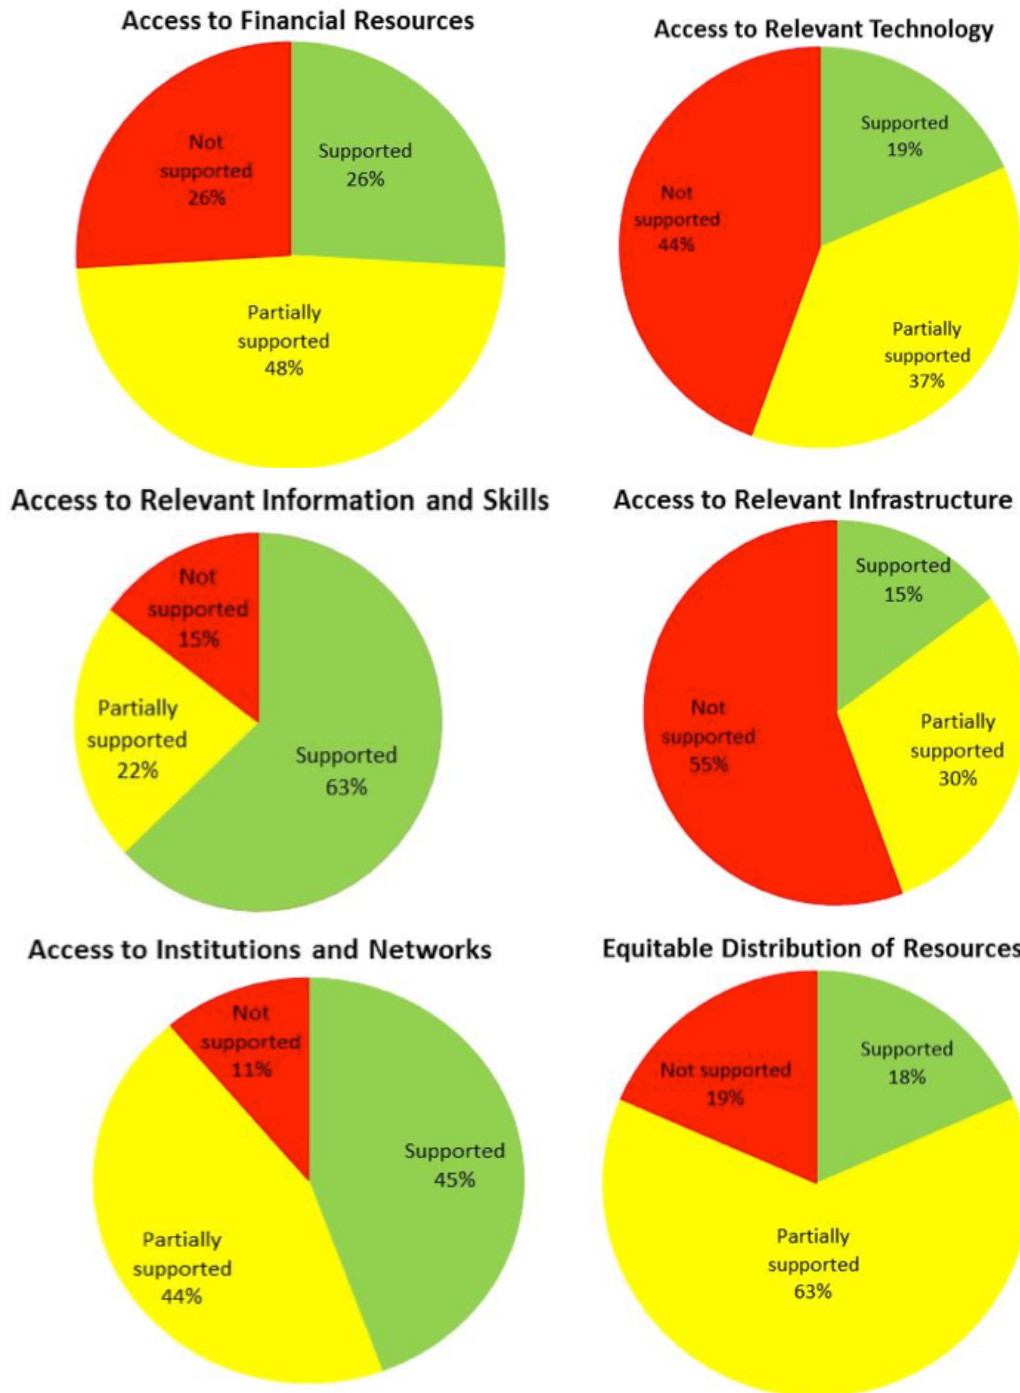 Access to Financial Resources
Not
supported
26%
Supported
26%
Partially
supported
48%
Access to Relevant Technology
Supported
19%
Not
supported
44%
Partially
supported
37%
Access to Relevant Information and Skills
Not
supported
15%
Partially
supported
22%
Supported
63%
Access to Relevant Infrastructure
Supported
15%
Not
supported
55%
Partially
supported
30%
Access to Institutions and Networks
Not
supported
11%
Supported
45%
Partially
supported
44%
Equitable Distribution of Resources
Not supported
19%
Supported
18%
Partially
supported
63%